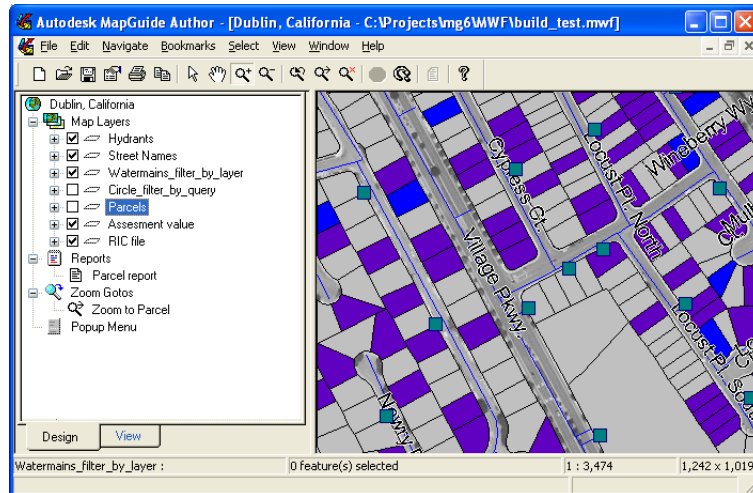 Autodesk MapGuide Author - [Dublin, California - C:\Projects\mg6\MWF\build_test.mwf]
File Edit Navigate Bookmarks Select View Window Help
Dublin, California
Map Layers
Hydrants
Street Names
Watermains_filter_by_layer
Circle_filter_by_query
Parcels
Assesment value
RIC file
Reports
Parcel report
Zoom Gotos
Zoom to Parcel
Popup Menu
Design View
Cypress Ct.
Locust Pl. North
Wineberry W
Village Pkwy.
Locust Pl. Sou
Newry
Watermains_filter_by_layer : 0 feature(s) selected 1 : 3,474 1,242 x 1,019